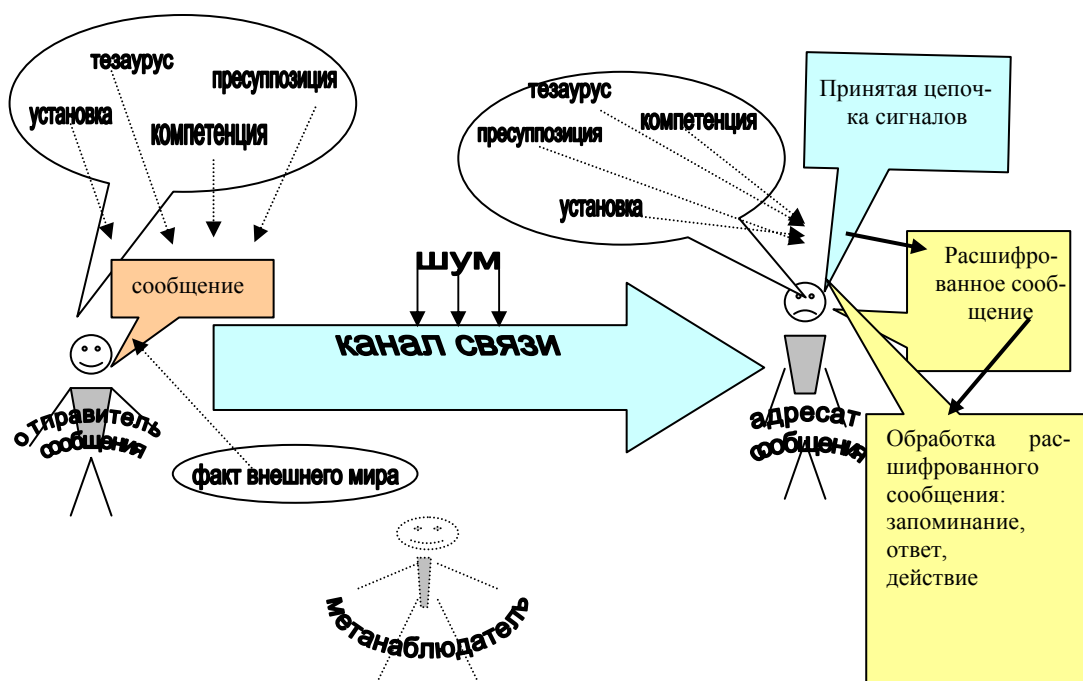 тезаурус
пресуппозиция
установка
компетенция
тезаурус
компетенция
пресуппозиция
установка
Принятая цепоч-
ка сигналов
Расшифро-
ванное сооб-
щение
сообщение
шум
канал связи
отправитель
сообщения
адресат
сообщения
факт внешнего мира
Обработка рас-
шифрованного
сообщения:
запоминание,
ответ,
действие
метанаблюдатель